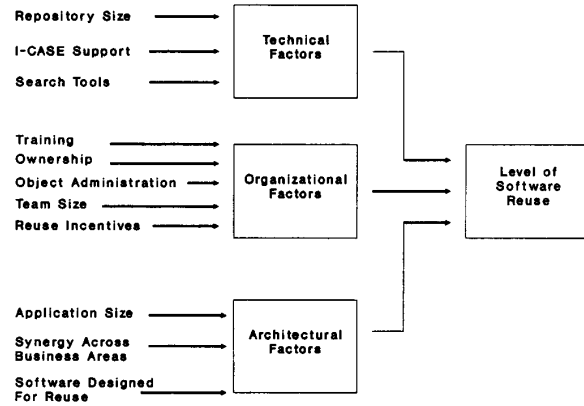 Repository Size
I-CASE Support
Search Tools
Technical
Factors
Training
Ownership
Object Administration
Team Size
Reuse Incentives
Organizational
Factors
Level of
Software
Reuse
Application Size
Synergy Across
Business Areas
Software Designed
For Reuse
Architectural
Factors